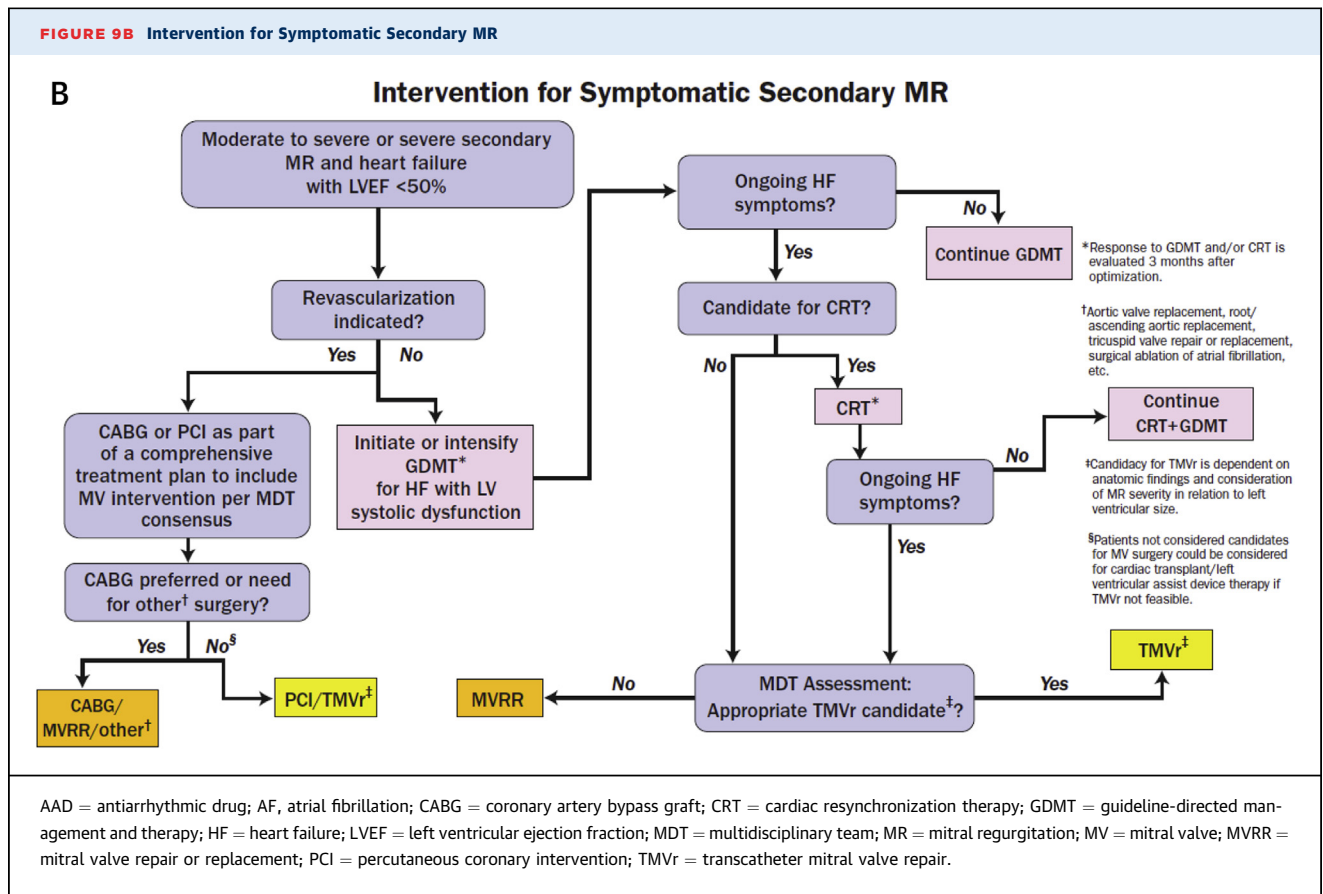 FIGURE 9B Intervention for Symptomatic Secondary MR
B
Intervention for Symptomatic Secondary MR
Moderate to severe or severe secondary
MR and heart failure
with LVEF <50%
Revascularization
indicated?
Yes
No
CABG or PCI as part
of a comprehensive
treatment plan to include
MV intervention per MDT
consensus
Initiate or intensify
GDMT*
for HF with LV
systolic dysfunction
CABG preferred or need
for other† surgery?
Yes
No§
CABG/
MVRR/other†
PCI/TMVr‡
Ongoing HF
symptoms?
No
Continue GDMT
Yes
Candidate for CRT?
No
Yes
CRT*
Ongoing HF
symptoms?
No
Continue
CRT+GDMT
Yes
MDT Assessment:
Appropriate TMVr candidate‡?
No
MVRR
Yes
TMVr‡
*Response to GDMT and/or CRT is
evaluated 3 months after
optimization.
†Aortic valve replacement, root/
ascending aortic replacement,
tricuspid valve repair or replacement,
surgical ablation of atrial fibrillation,
etc.
‡Candidacy for TMVr is dependent on
anatomic findings and consideration
of MR severity in relation to left
ventricular size.
§Patients not considered candidates
for MV surgery could be considered
for cardiac transplant/left
ventricular assist device therapy if
TMVr not feasible.
AAD = antiarrhythmic drug; AF, atrial fibrillation; CABG = coronary artery bypass graft; CRT = cardiac resynchronization therapy; GDMT = guideline-directed man-
agement and therapy; HF = heart failure; LVEF = left ventricular ejection fraction; MDT = multidisciplinary team; MR = mitral regurgitation; MV = mitral valve; MVRR =
mitral valve repair or replacement; PCI = percutaneous coronary intervention; TMVr = transcatheter mitral valve repair.